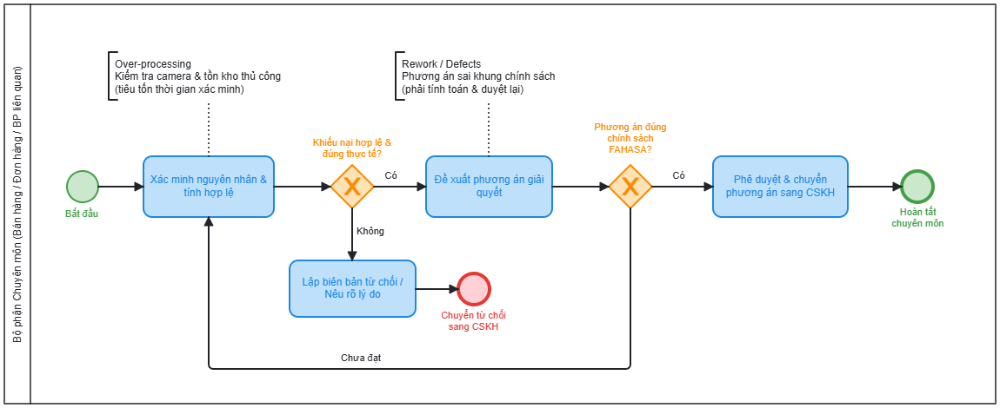 Bộ phận Chuyên môn (Bán hàng / Đơn hàng / BP liên quan)
Over-processing
Kiểm tra camera & tồn kho thủ công
(tiêu tốn thời gian xác minh)
Rework / Defects
Phương án sai khung chính sách
(phải tính toán & duyệt lại)
Khiếu nại hợp lệ &
đúng thực tế?
Phương án đúng
chính sách
FAHASA?
Bắt đầu
Xác minh nguyên nhân &
tính hợp lệ
X
Có
Đề xuất phương án giải
quyết
X
Có
Phê duyệt & chuyển
phương án sang CSKH
Hoàn tất
chuyên môn
Không
Lập biên bản từ chối /
Nêu rõ lý do
Chuyển từ chối
sang CSKH
Chưa đạt